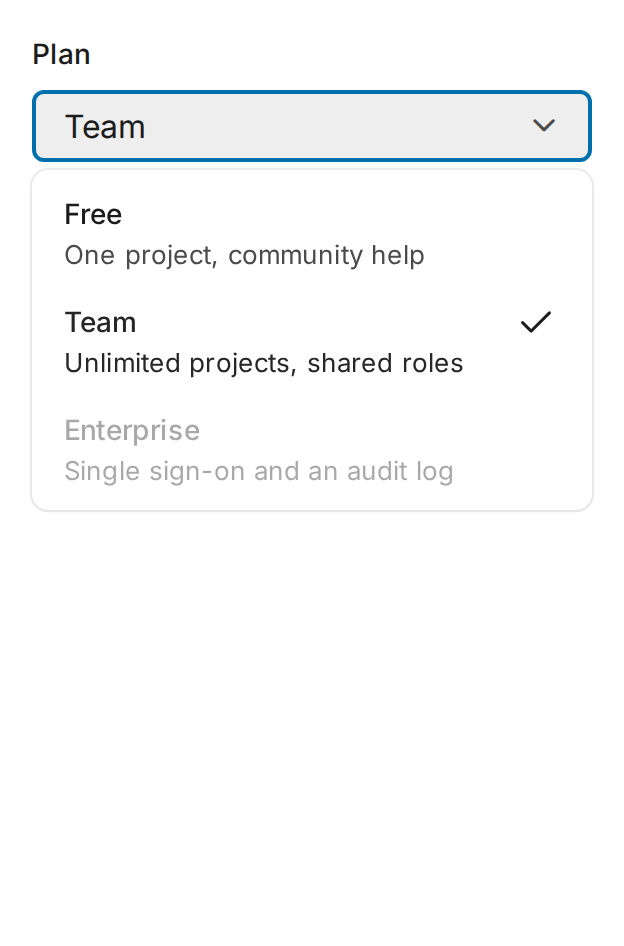 Plan
Team
Free
One project, community help
Team
Unlimited projects, shared roles
Enterprise
Single sign-on and an audit log